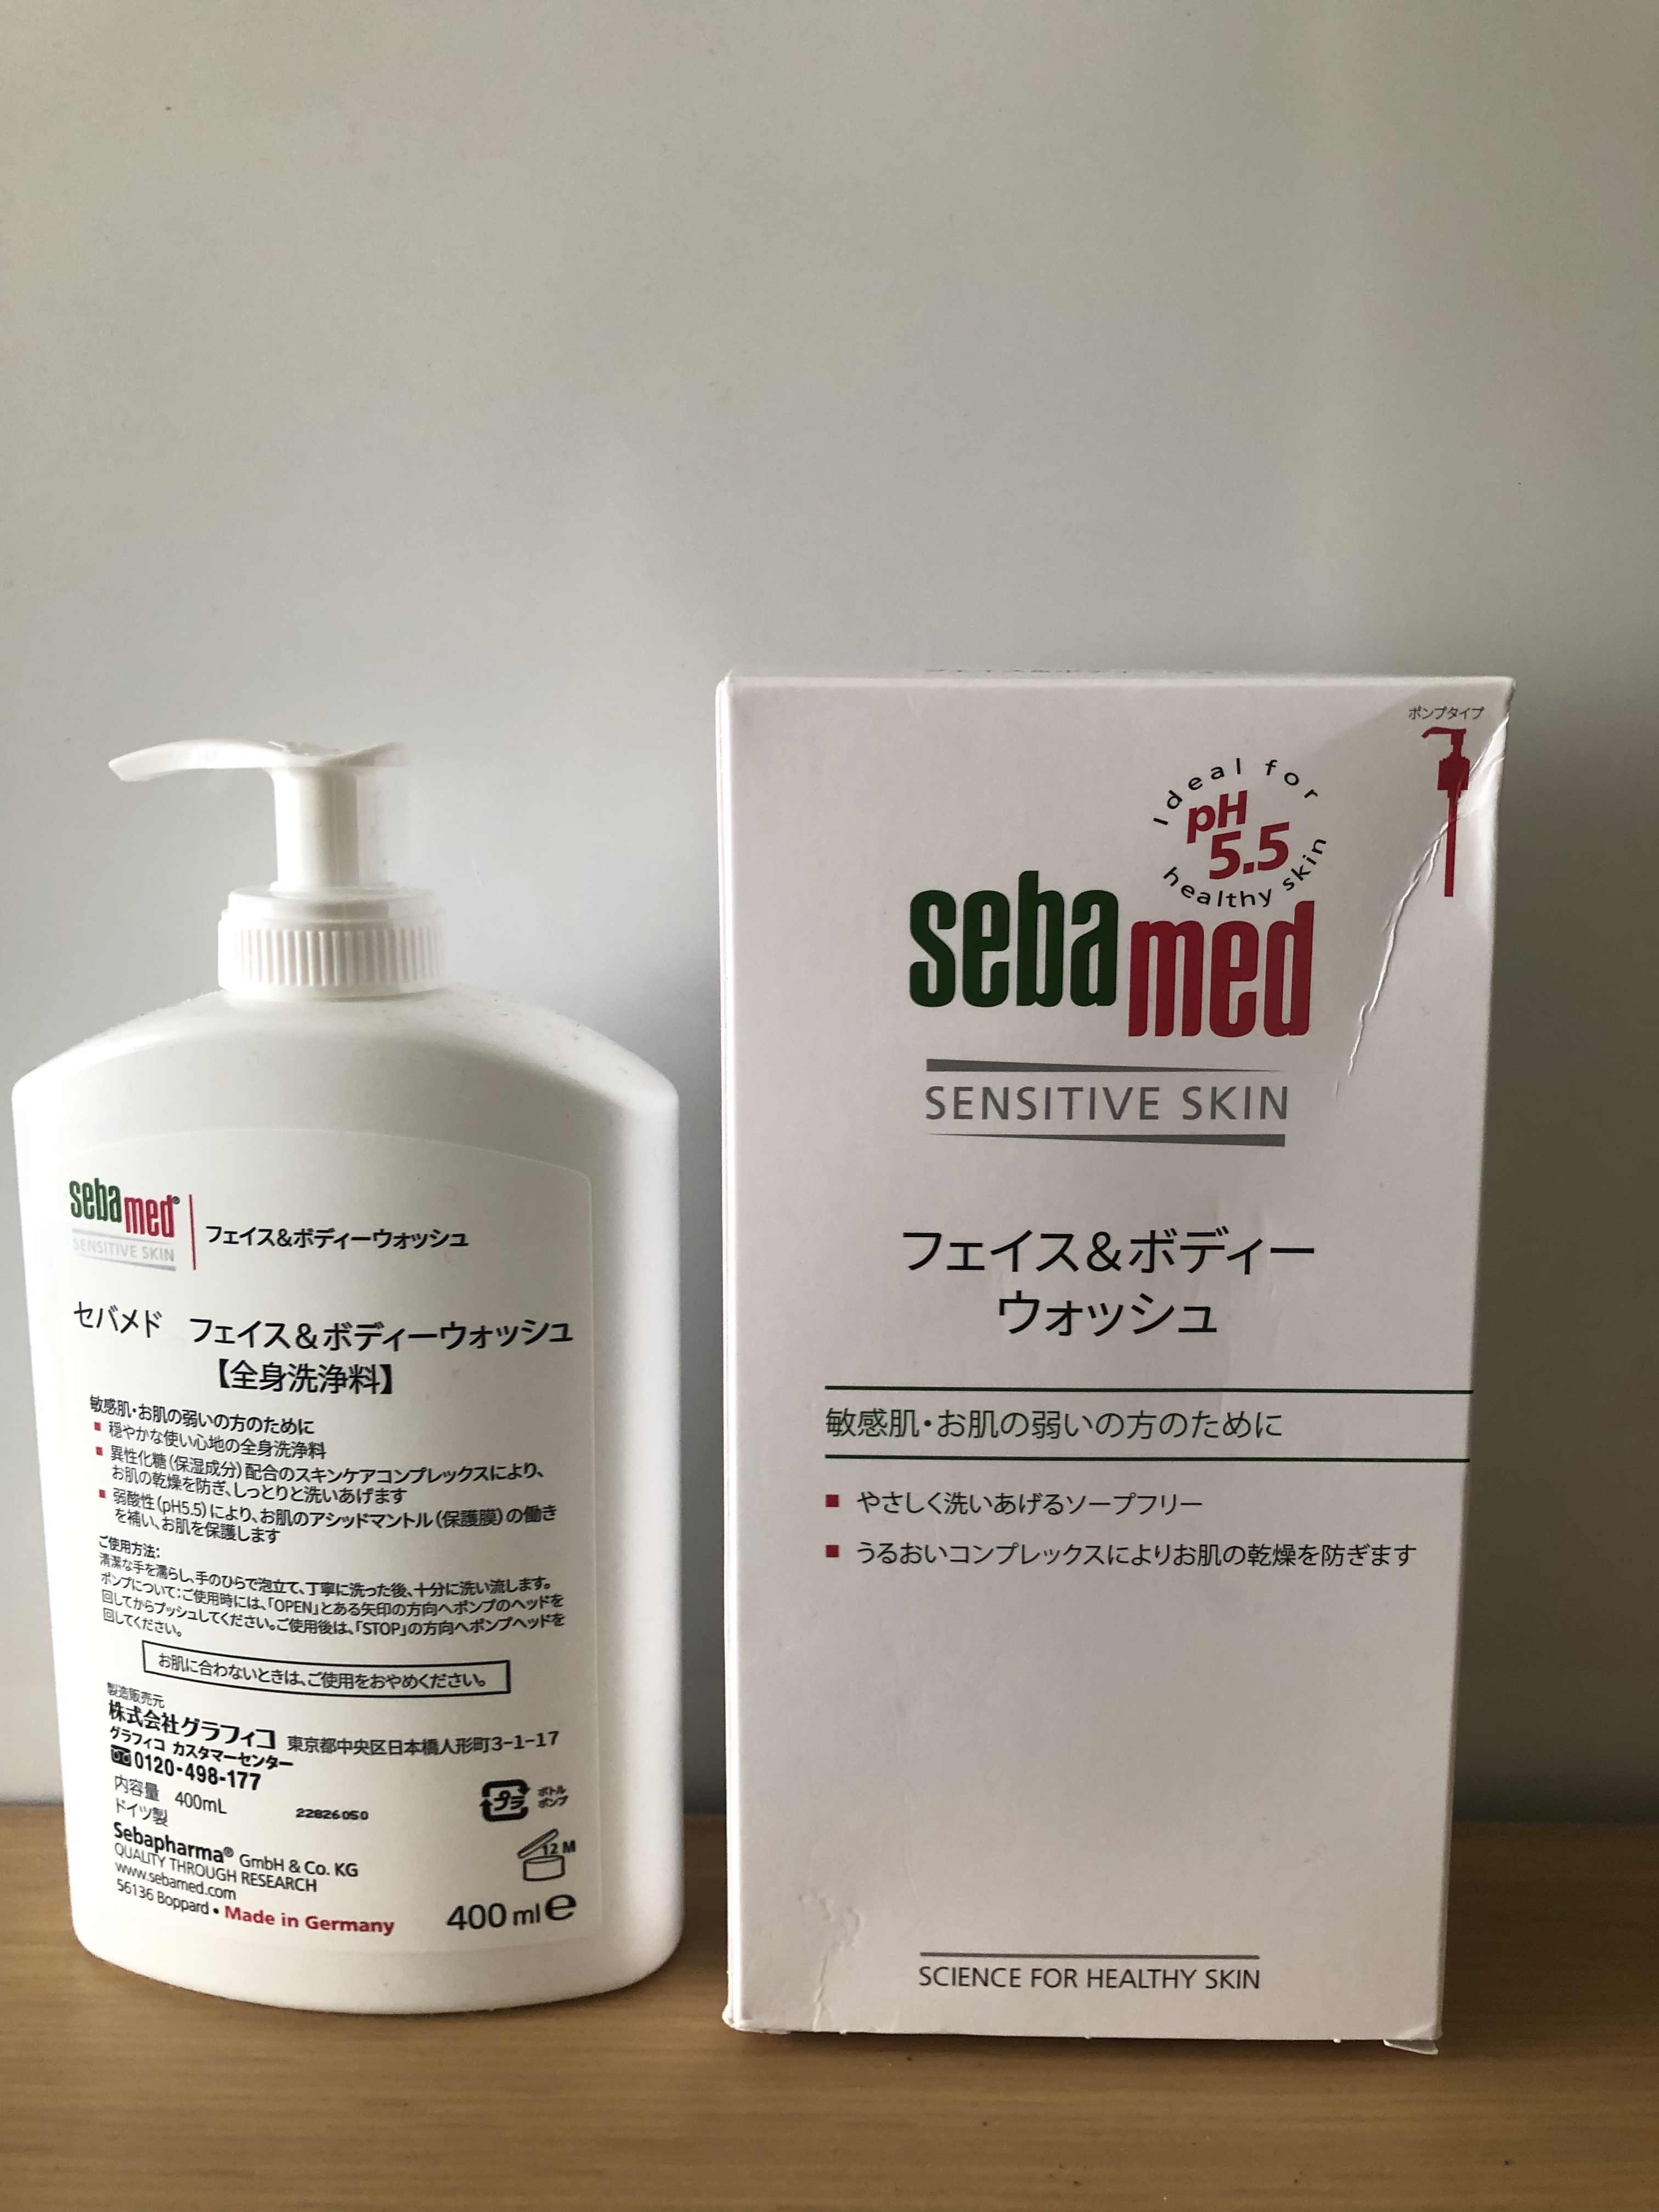 sebamed®
SENSITIVE SKIN
フェイス&ボディーウォッシュ
セバメド フェイス&ボディーウォッシュ
【全身洗浄料】
敏感肌・お肌の弱いの方のために
■ 穏やかな使い心地の全身洗浄料
■ 異性化糖(保湿成分)配合のスキンケアコンプレックスにより、
お肌の乾燥を防ぎ、しっとりと洗いあげます
■ 弱酸性(pH5.5)により、お肌のアシッドマントル(保護膜)の働き
を補い、お肌を保護します
ご使用方法:
清潔な手を濡らし、手のひらで泡立て、丁寧に洗った後、十分に洗い流します。
ポンプについて:ご使用時には、「OPEN」とある矢印の方向へポンプのヘッドを
回してからプッシュしてください。ご使用後は、「STOP」の方向へポンプヘッドを
回してください。
お肌に合わないときは、ご使用をおやめください。
製造販売元
株式会社グラフィコ 東京都中央区日本橋人形町3-1-17
グラフィコ カスタマーセンター
0120-498-177
内容量 400mL
22826050
プラ
ボトル
ポンプ
ドイツ製
Sebapharma® GmbH & Co. KG
QUALITY THROUGH RESEARCH
www.sebamed.com
56136 Boppard • Made in Germany
12 M
400 ml e
ポンプタイプ
Ideal for
pH
5.5
healthy skin
sebamed
SENSITIVE SKIN
フェイス&ボディー
ウォッシュ
敏感肌・お肌の弱いの方のために
■ やさしく洗いあげるソープフリー
■ うるおいコンプレックスによりお肌の乾燥を防ぎます
SCIENCE FOR HEALTHY SKIN